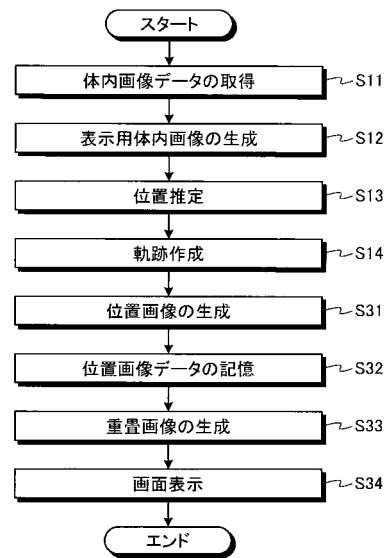 スタート
体内画像データの取得 S11
表示用体内画像の生成 S12
位置推定 S13
軌跡作成 S14
位置画像の生成 S31
位置画像データの記憶 S32
重畳画像の生成 S33
画面表示 S34
エンド